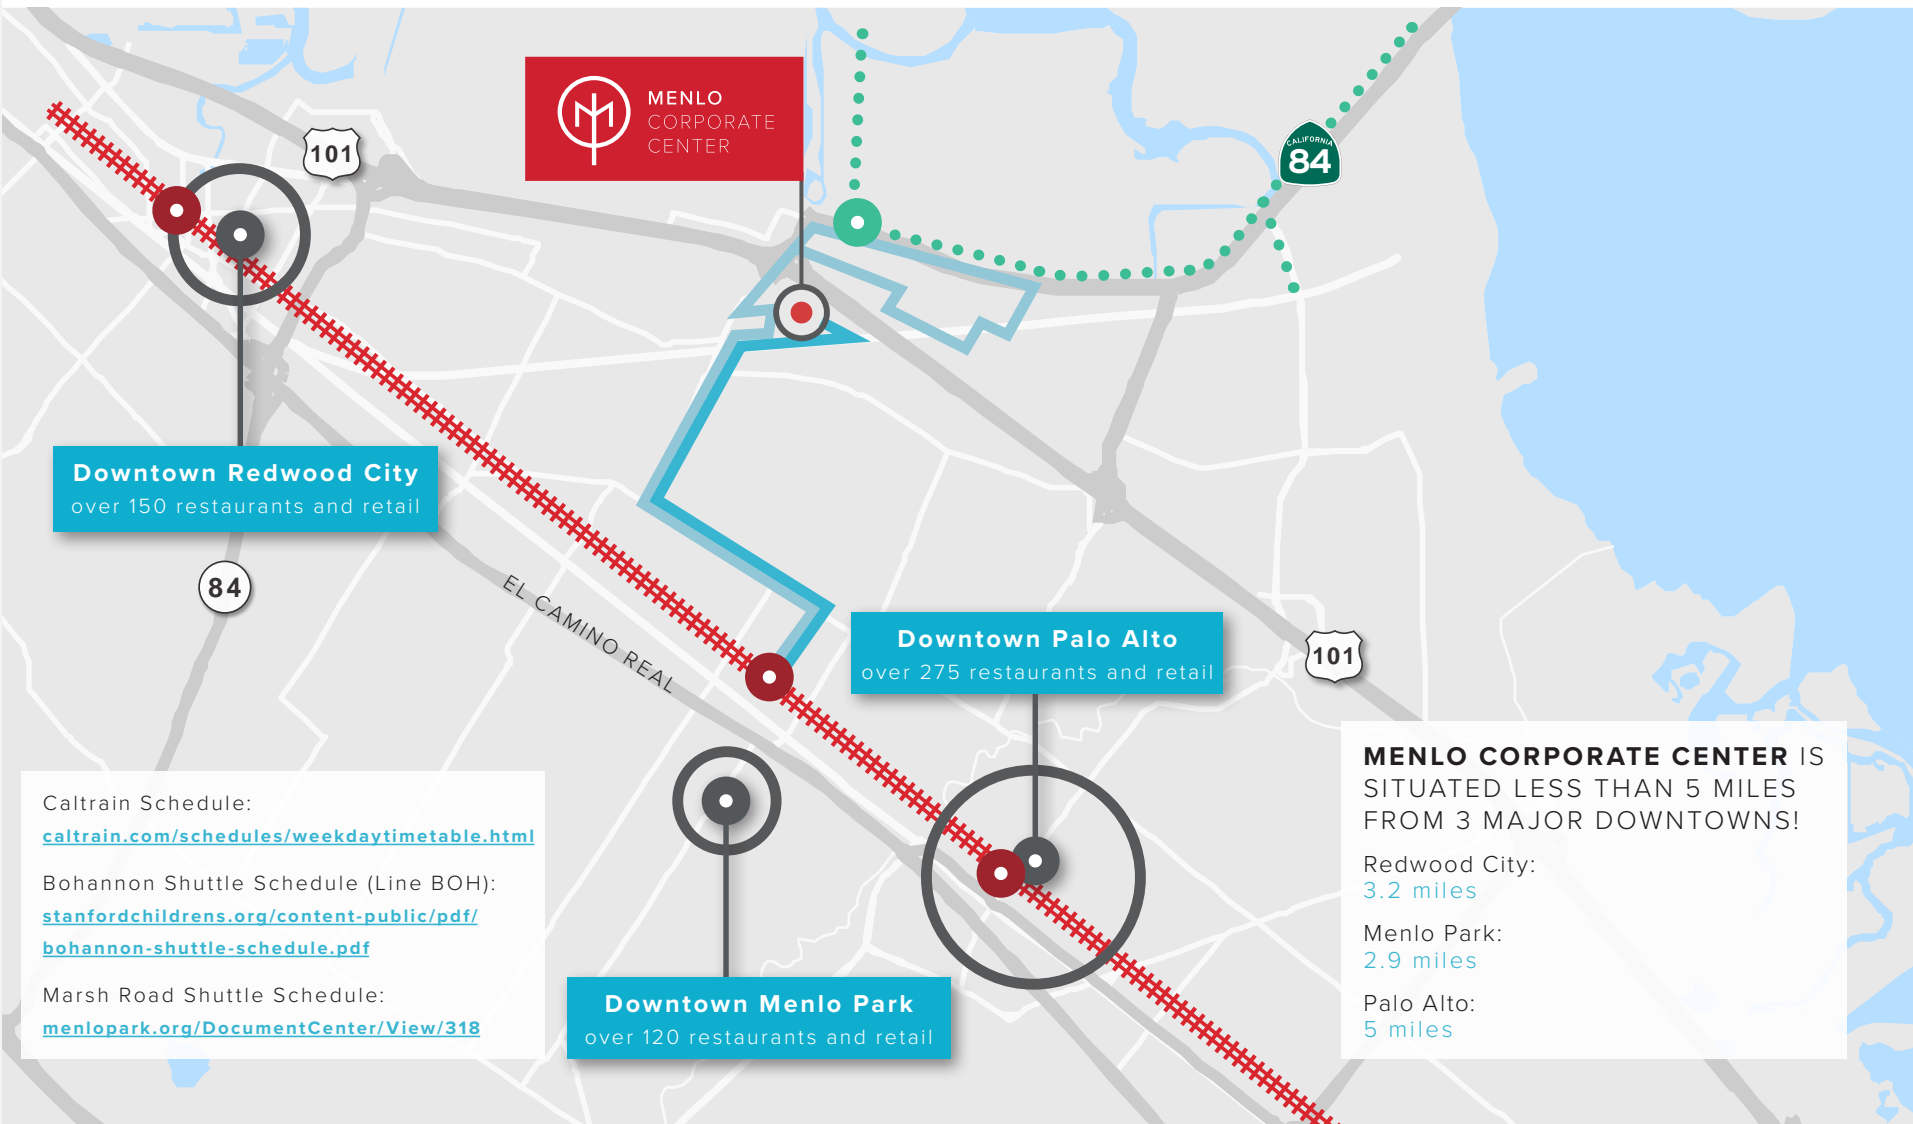 MENLO
CORPORATE
CENTER
101
CALIFORNIA
84
Downtown Redwood City
over 150 restaurants and retail
84
EL CAMINO REAL
Downtown Palo Alto
over 275 restaurants and retail
101
MENLO CORPORATE CENTER IS
SITUATED LESS THAN 5 MILES
FROM 3 MAJOR DOWNTOWNS!
Redwood City:
3.2 miles
Menlo Park:
2.9 miles
Palo Alto:
5 miles
Caltrain Schedule:
caltrain.com/schedules/weekdaytimetable.html
Bohannon Shuttle Schedule (Line BOH):
stanfordchildrens.org/content-public/pdf/
bohannon-shuttle-schedule.pdf
Marsh Road Shuttle Schedule:
menlopark.org/DocumentCenter/View/318
Downtown Menlo Park
over 120 restaurants and retail